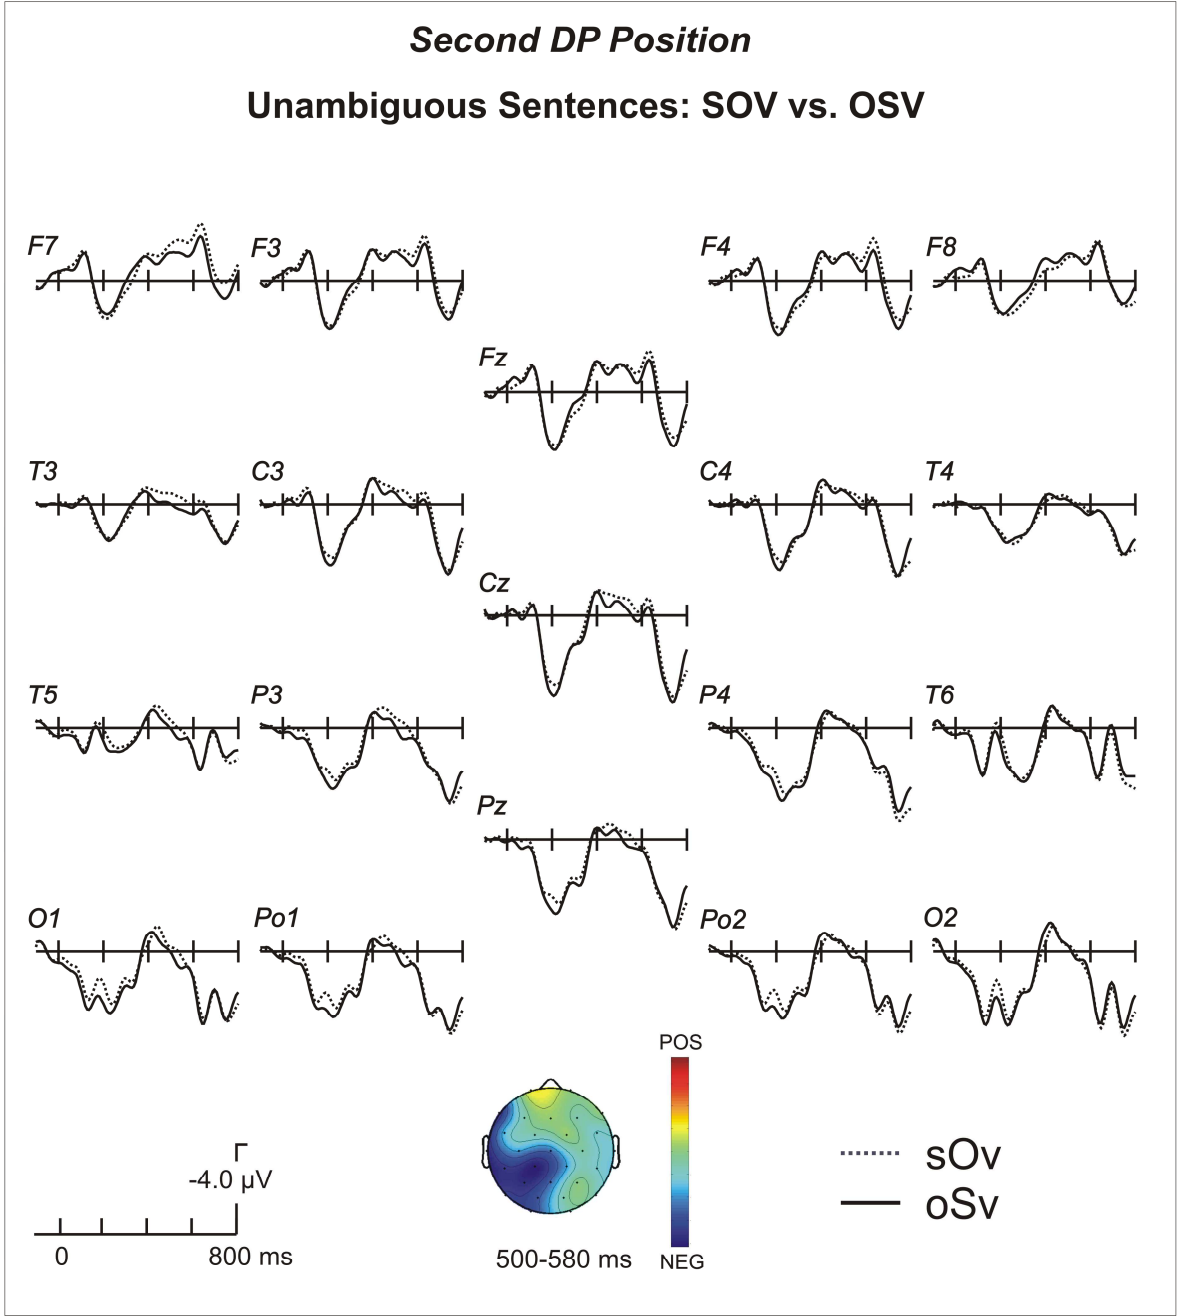 Second DP Position
Unambiguous Sentences: SOV vs. OSV
F7 F3 F4 F8
Fz
T3 C3 C4 T4
Cz
T5 P3 P4 T6
Pz
O1 Po1 Po2 O2
POS
-4.0 µV
0 800 ms
500-580 ms
NEG
sOv
oSv